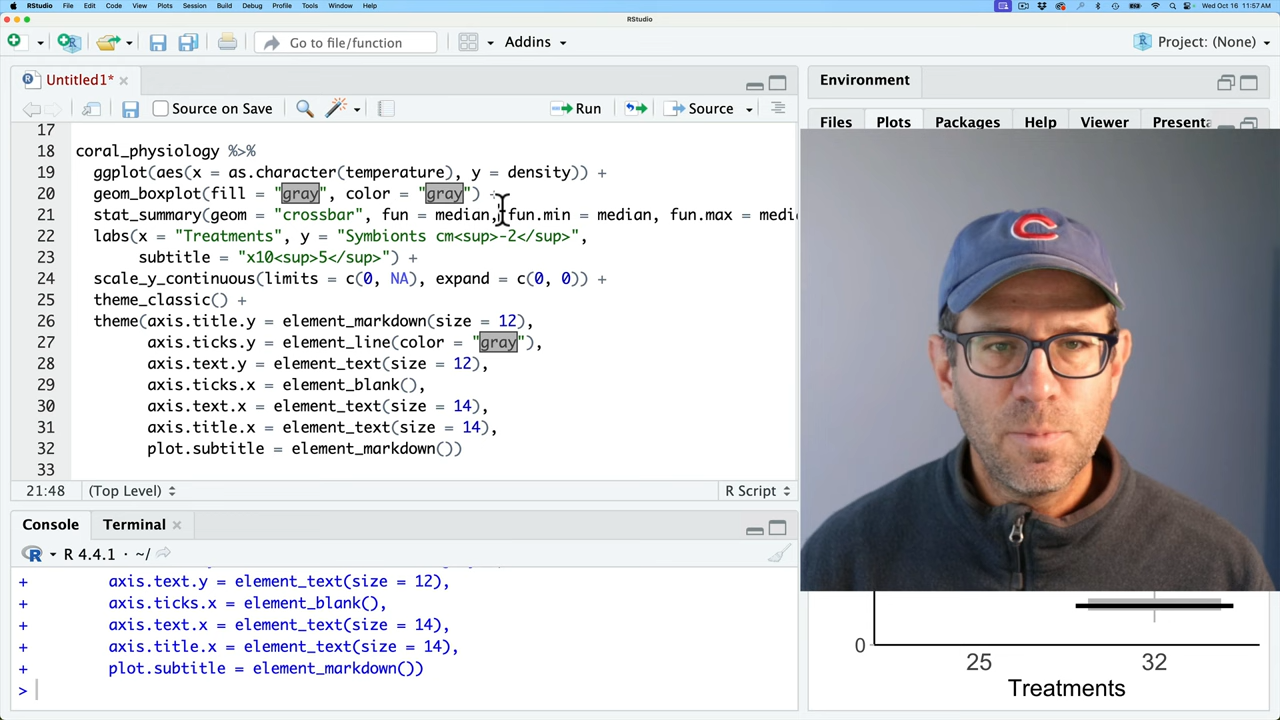 RStudio File Edit Code View Plots Session Build Debug Profile Tools Window Help Wed Oct 16 11:57 AM
RStudio
Go to file/function Addins Project: (None)
Untitled1* Environment
Source on Save Run Source
Files Plots Packages Help Viewer Presenta
17
18 coral_physiology %>%
19 ggplot(aes(x = as.character(temperature), y = density)) +
20 geom_boxplot(fill = "gray", color = "gray") +
21 stat_summary(geom = "crossbar", fun = median, fun.min = median, fun.max = medi
22 labs(x = "Treatments", y = "Symbionts cm<sup>-2</sup>",
23 subtitle = "x10<sup>5</sup>") +
24 scale_y_continuous(limits = c(0, NA), expand = c(0, 0)) +
25 theme_classic() +
26 theme(axis.title.y = element_markdown(size = 12),
27 axis.ticks.y = element_line(color = "gray"),
28 axis.text.y = element_text(size = 12),
29 axis.ticks.x = element_blank(),
30 axis.text.x = element_text(size = 14),
31 axis.title.x = element_text(size = 14),
32 plot.subtitle = element_markdown())
33
21:48 (Top Level) R Script
Console Terminal
R 4.4.1 · ~/
+ axis.text.y = element_text(size = 12),
+ axis.ticks.x = element_blank(),
+ axis.text.x = element_text(size = 14),
+ axis.title.x = element_text(size = 14),
+ plot.subtitle = element_markdown())
>
0
25 32
Treatments
C